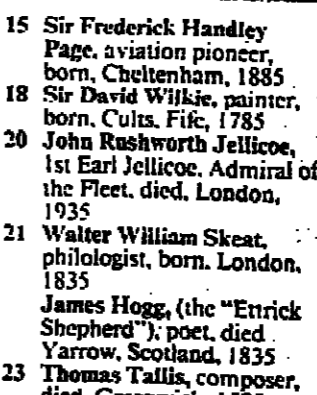 15 Sir Frederick Handley
Page, aviation pioneer,
born, Cheltenham, 1885
18 Sir David Wilkie, painter,
born, Cults, Fife, 1785
20 John Rushworth Jellicoe,
1st Earl Jellicoe, Admiral of
the Fleet, died, London,
1935
21 Walter William Skeat,
philologist, born, London,
1835
James Hogg, (the "Ettrick
Shepherd"); poet, died
Yarrow, Scotland, 1835
23 Thomas Tallis, composer,